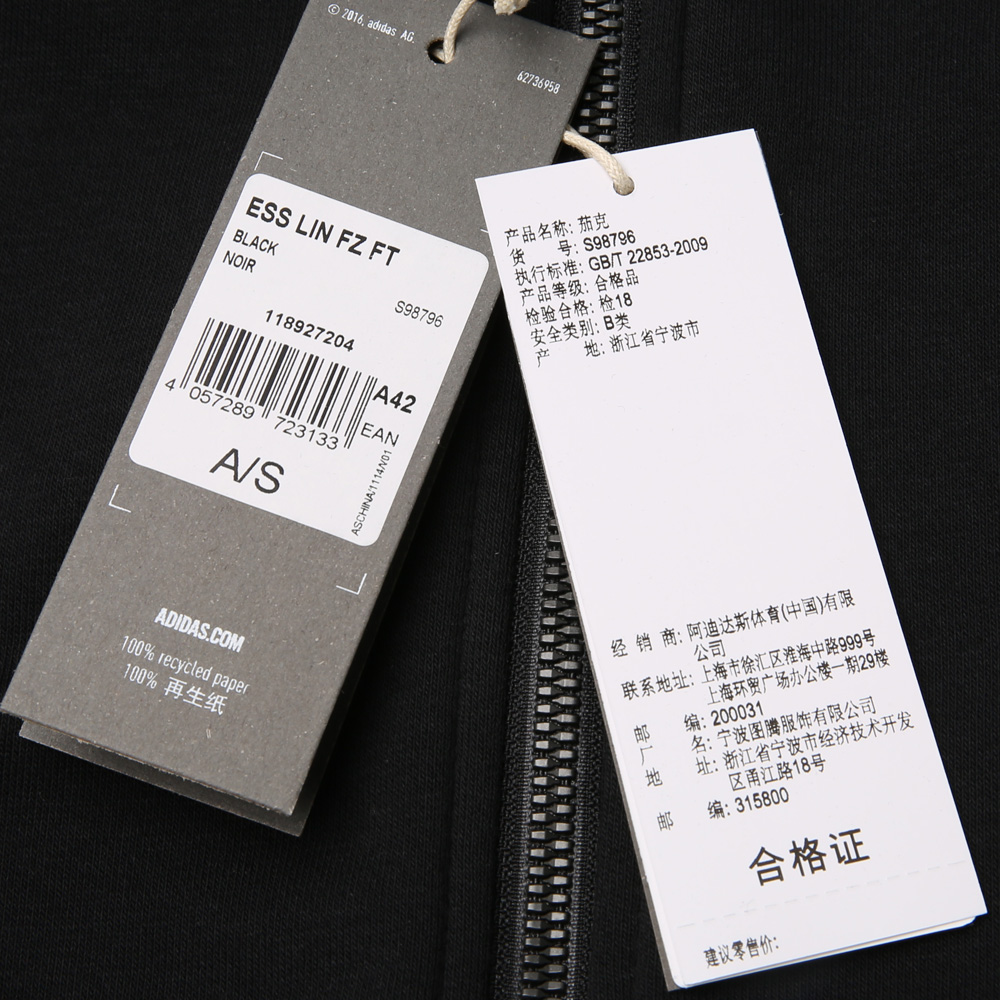 © 2016. adidas AG.
62736958
ESS LIN FZ FT
BLACK
NOIR
S98796
118927204
A42
4 057289 723133
EAN
A/S
ASCHINA/1114/V01
ADIDAS.COM
100% recycled paper
100% 再生纸
产品名称: 茄克
货 号: S98796
执行标准: GB/T 22853-2009
产品等级: 合格品
检验合格: 检18
安全类别: B类
产 地: 浙江省宁波市
经 销 商: 阿迪达斯体育(中国)有限
公司
联系地址: 上海市徐汇区淮海中路999号
上海环贸广场办公楼一期29楼
邮 编: 200031
厂 名: 宁波图腾服饰有限公司
地 址: 浙江省宁波市经济技术开发
区甬江路18号
邮 编: 315800
合格证
建议零售价: